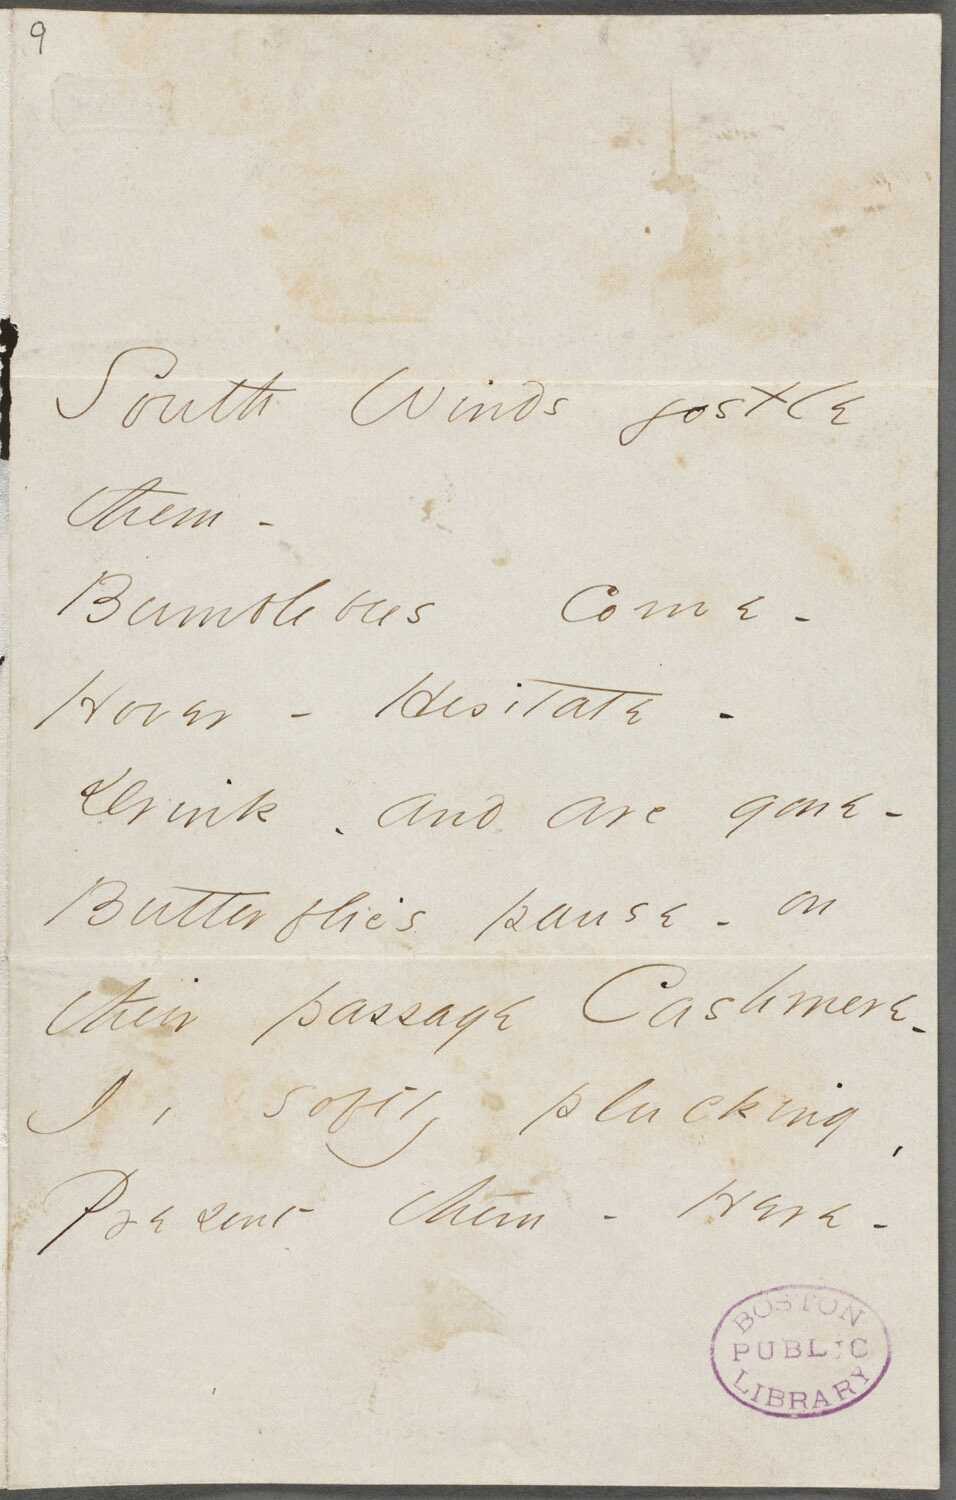 9
South Winds jostle
them -
Bumblebees Come -
Hover - Hesitate -
Drink - and are gone -
Butterflies pause - on
their passage Cashmere -
I, softly plucking,
Present them - Here -
BOSTON
PUBLIC
LIBRARY